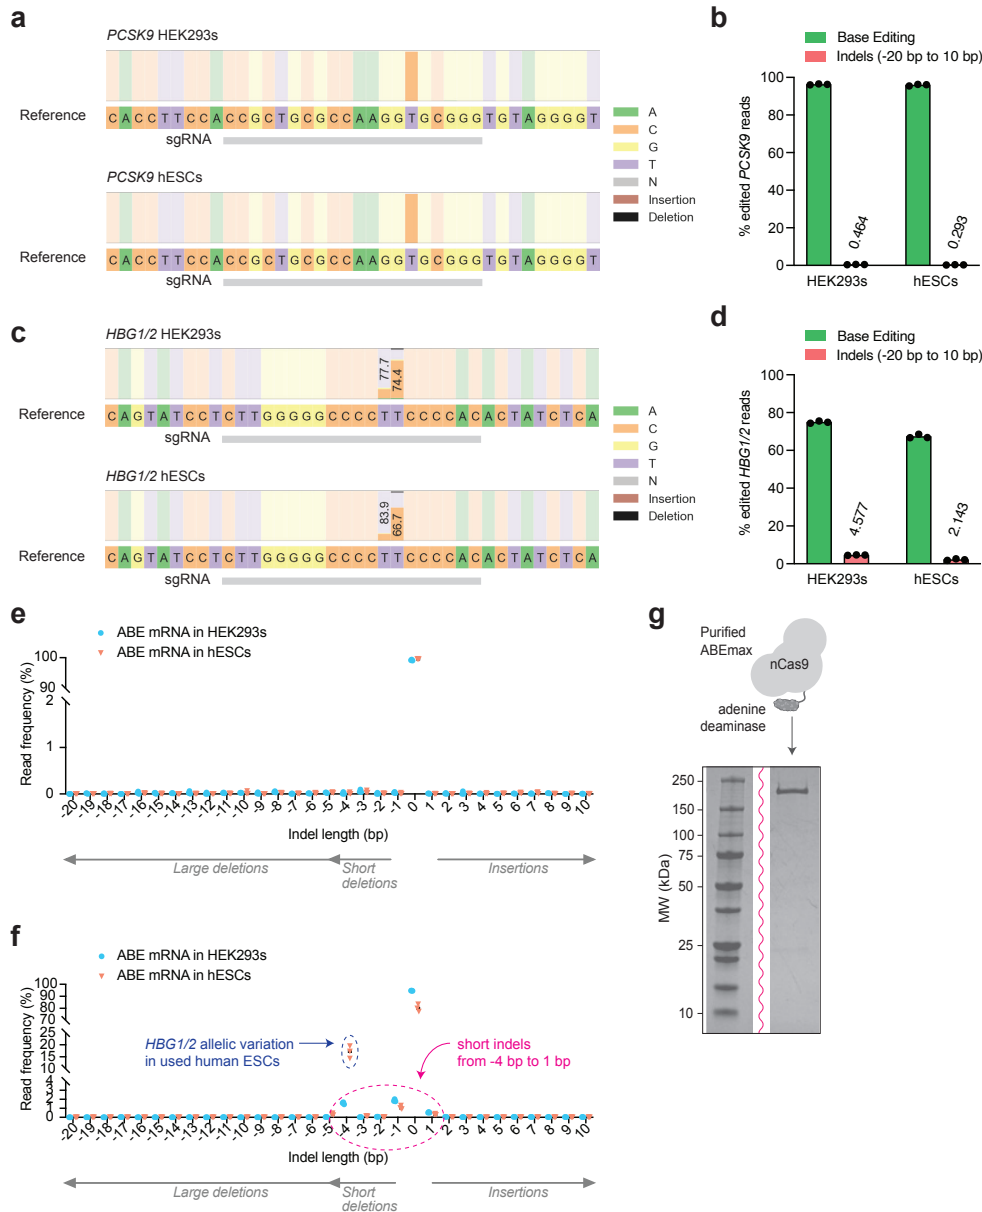 a
PCSK9 HEK293s
Reference
C A C C T T C C A C C G C T G C G C C A A G G T G C G G G T G T A G G G G T
sgRNA
PCSK9 hESCs
Reference
C A C C T T C C A C C G C T G C G C C A A G G T G C G G G T G T A G G G G T
sgRNA
A
C
G
T
N
Insertion
Deletion
b
Base Editing
Indels (-20 bp to 10 bp)
% edited PCSK9 reads
100
80
60
40
20
0
0.464
0.293
HEK293s
hESCs
c
HBG1/2 HEK293s
77.7
74.4
Reference
C A G T A T C C T C T T G G G G G C C C C T T C C C C A C A C T A T C T C A
sgRNA
HBG1/2 hESCs
83.9
66.7
Reference
C A G T A T C C T C T T G G G G G C C C C T T C C C C A C A C T A T C T C A
sgRNA
A
C
G
T
N
Insertion
Deletion
d
Base Editing
Indels (-20 bp to 10 bp)
% edited HBG1/2 reads
100
80
60
40
20
0
4.577
2.143
HEK293s
hESCs
e
ABE mRNA in HEK293s
ABE mRNA in hESCs
Read frequency (%)
100
90
2
1
0
-20 -19 -18 -17 -16 -15 -14 -13 -12 -11 -10 -9 -8 -7 -6 -5 -4 -3 -2 -1 0 1 2 3 4 5 6 7 8 9 10
Indel length (bp)
Large deletions
Short
deletions
Insertions
f
ABE mRNA in HEK293s
ABE mRNA in hESCs
Read frequency (%)
100
90
80
70
25
20
15
10
4
3
2
1
0
HBG1/2 allelic variation
in used human ESCs
short indels
from -4 bp to 1 bp
-20 -19 -18 -17 -16 -15 -14 -13 -12 -11 -10 -9 -8 -7 -6 -5 -4 -3 -2 -1 0 1 2 3 4 5 6 7 8 9 10
Indel length (bp)
Large deletions
Short
deletions
Insertions
g
Purified
ABEmax
nCas9
adenine
deaminase
MW (kDa)
250
150
100
75
50
25
10